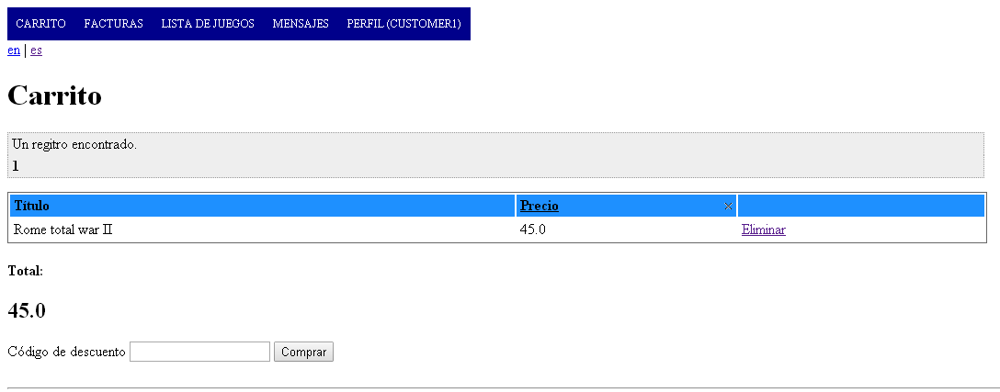 CARRITO FACTURAS LISTA DE JUEGOS MENSAJES PERFIL (CUSTOMER1)
en | es
Carrito
Un regitro encontrado.
1
Título Precio
Rome total war II 45.0 Eliminar
Total:
45.0
Código de descuento Comprar